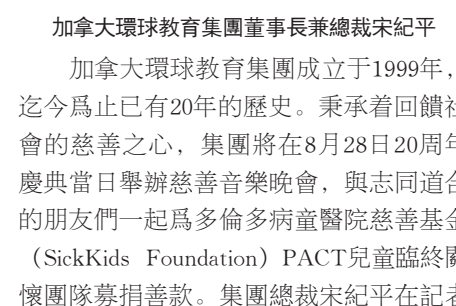 加拿大環球教育集團董事長兼總裁宋紀平
加拿大環球教育集團成立于1999年，
迄今爲止已有20年的歷史。秉承着回饋社
會的慈善之心，集團將在8月28日20周年
慶典當日舉辦慈善音樂晚會，與志同道合
的朋友們一起爲多倫多病童醫院慈善基金
（SickKids Foundation）PACT兒童臨終關
懷團隊募捐善款。集團總裁宋紀平在記者